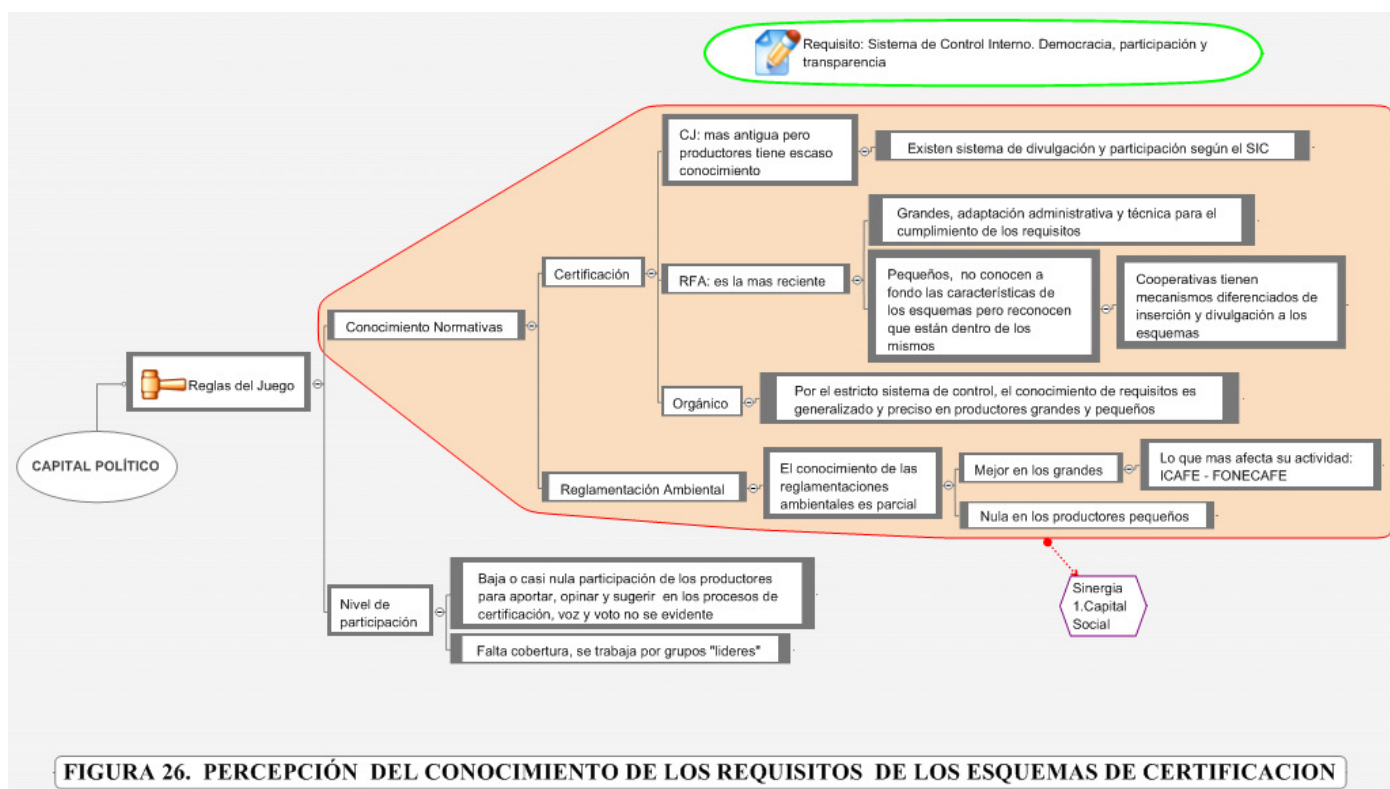 Requisito: Sistema de Control Interno. Democracia, participación y
transparencia
CJ: mas antigua pero
productores tiene escaso
conocimiento
Existen sistema de divulgación y participación según el SIC
Grandes, adaptación administrativa y técnica para el
cumplimiento de los requisitos
Certificación
RFA: es la mas reciente
Pequeños, no conocen a
fondo las características de
los esquemas pero reconocen
que están dentro de los
mismos
Cooperativas tienen
mecanismos diferenciados de
inserción y divulgación a los
esquemas
Conocimiento Normativas
Reglas del Juego
Orgánico
Por el estricto sistema de control, el conocimiento de requisitos es
generalizado y preciso en productores grandes y pequeños
CAPITAL POLÍTICO
Reglamentación Ambiental
El conocimiento de las
reglamentaciones
ambientales es parcial
Mejor en los grandes
Lo que mas afecta su actividad:
ICAFE - FONECAFE
Nula en los productores pequeños
Nivel de
participación
Baja o casi nula participación de los productores
para aportar, opinar y sugerir en los procesos de
certificación, voz y voto no se evidente
Falta cobertura, se trabaja por grupos "lideres"
Sinergia
1.Capital
Social
FIGURA 26. PERCEPCIÓN DEL CONOCIMIENTO DE LOS REQUISITOS DE LOS ESQUEMAS DE CERTIFICACION